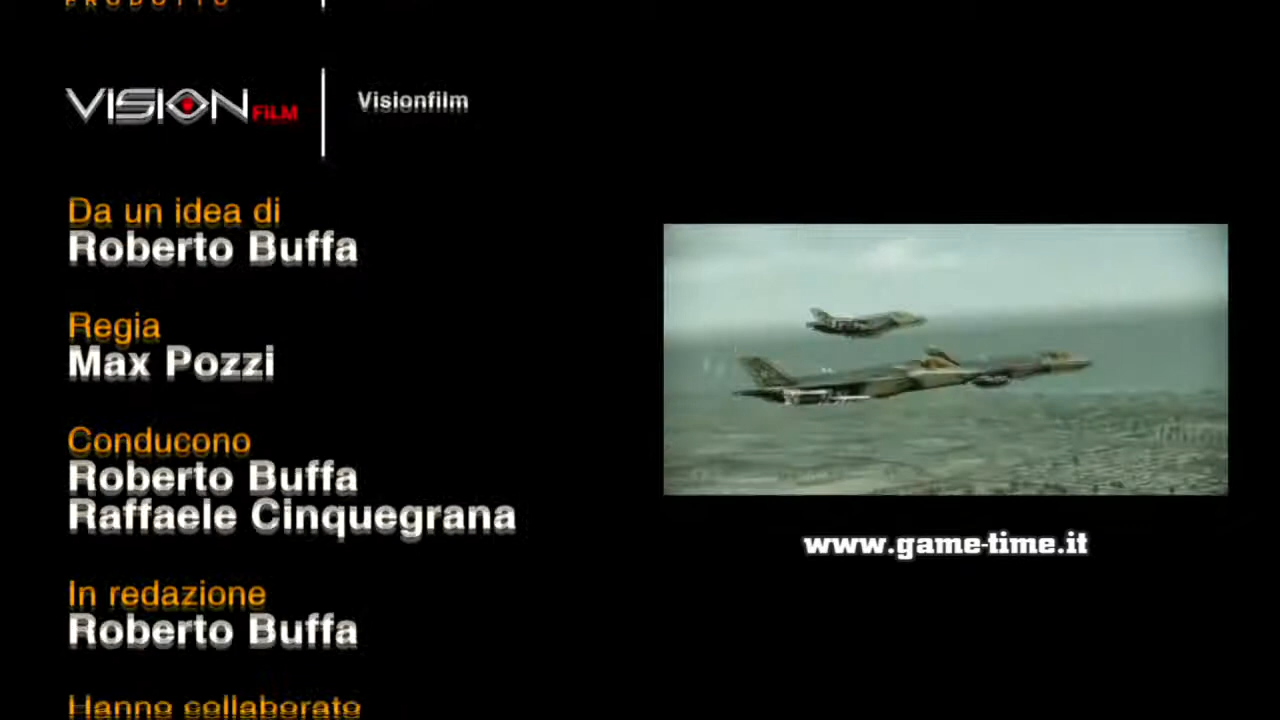 PRODOTTO
VISION FiLM
Visionfilm
Da un idea di
Roberto Buffa
Regia
Max Pozzi
Conducono
Roberto Buffa
Raffaele Cinquegrana
In redazione
Roberto Buffa
Hanno collaborato
www.game-time.it